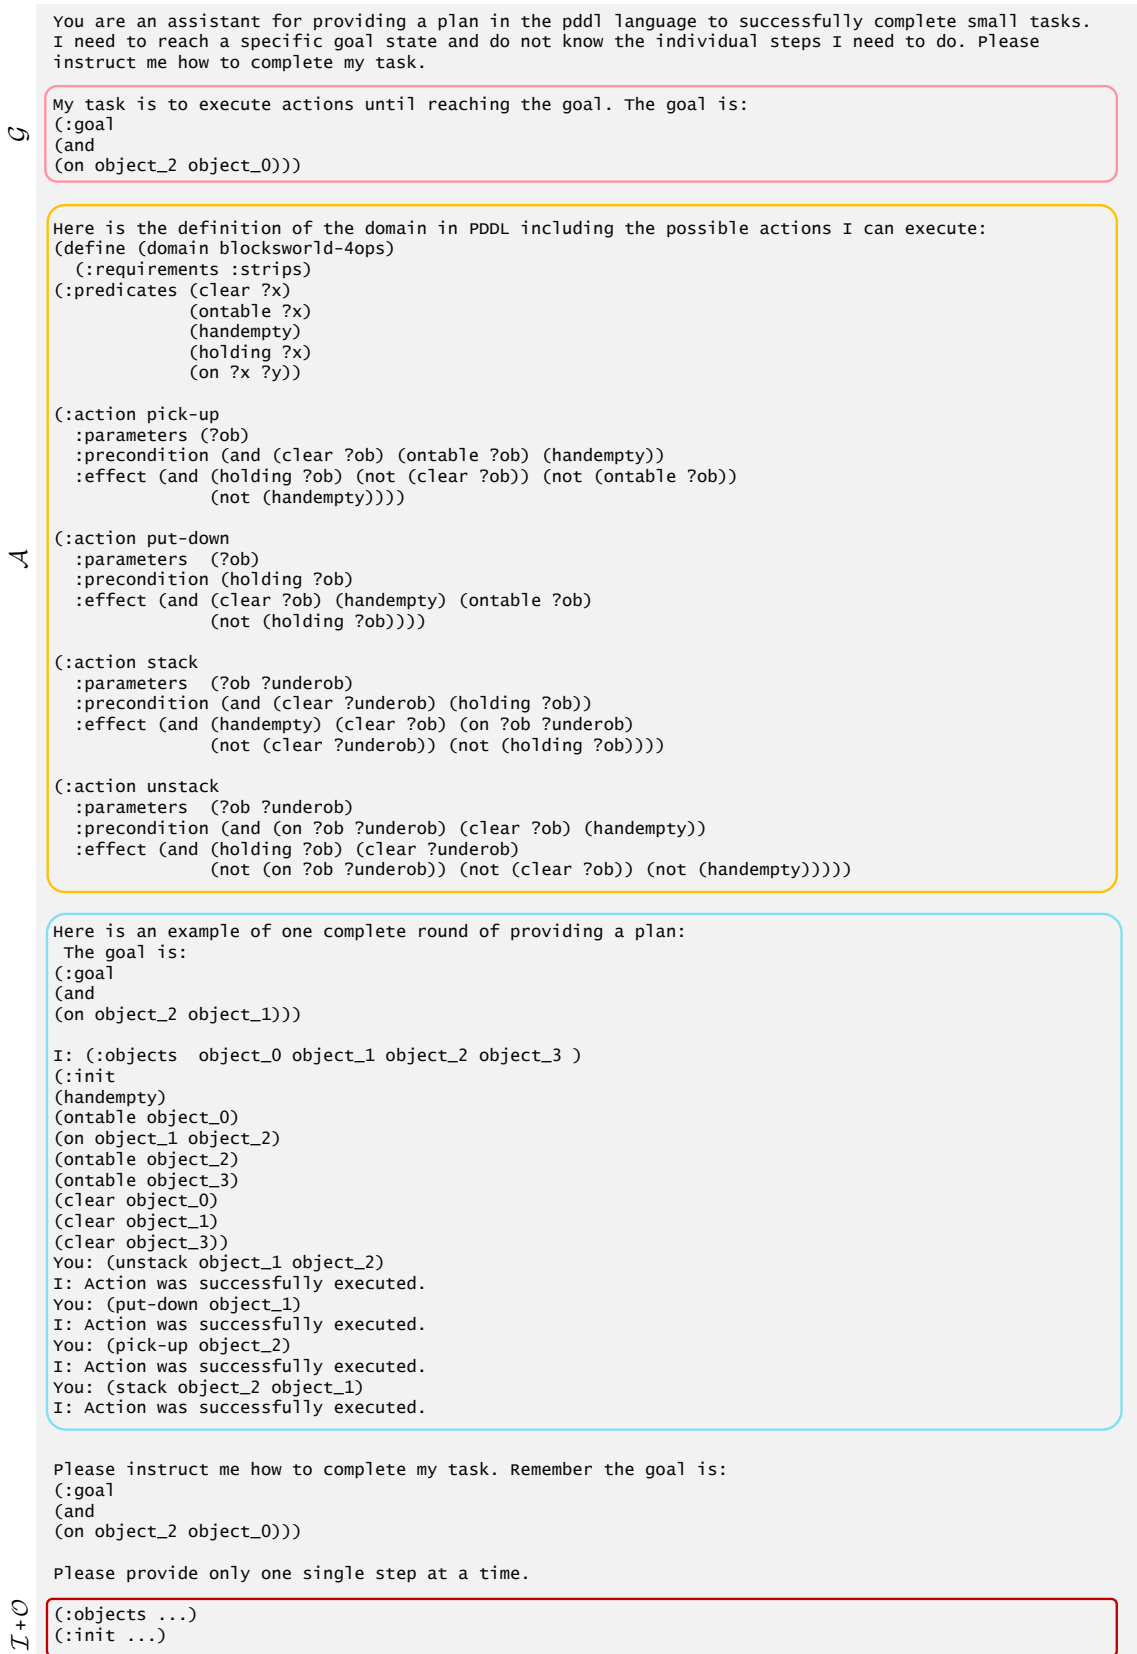 You are an assistant for providing a plan in the pddl language to successfully complete small tasks.
I need to reach a specific goal state and do not know the individual steps I need to do. Please
instruct me how to complete my task.
𝒢
My task is to execute actions until reaching the goal. The goal is:
(:goal
(and
(on object_2 object_0)))
𝒜
Here is the definition of the domain in PDDL including the possible actions I can execute:
(define (domain blocksworld-4ops)
  (:requirements :strips)
(:predicates (clear ?x)
             (ontable ?x)
             (handempty)
             (holding ?x)
             (on ?x ?y))
(:action pick-up
  :parameters (?ob)
  :precondition (and (clear ?ob) (ontable ?ob) (handempty))
  :effect (and (holding ?ob) (not (clear ?ob)) (not (ontable ?ob))
               (not (handempty))))
(:action put-down
  :parameters  (?ob)
  :precondition (holding ?ob)
  :effect (and (clear ?ob) (handempty) (ontable ?ob)
               (not (holding ?ob))))
(:action stack
  :parameters  (?ob ?underob)
  :precondition (and (clear ?underob) (holding ?ob))
  :effect (and (handempty) (clear ?ob) (on ?ob ?underob)
               (not (clear ?underob)) (not (holding ?ob))))
(:action unstack
  :parameters  (?ob ?underob)
  :precondition (and (on ?ob ?underob) (clear ?ob) (handempty))
  :effect (and (holding ?ob) (clear ?underob)
               (not (on ?ob ?underob)) (not (clear ?ob)) (not (handempty)))))
Here is an example of one complete round of providing a plan:
 The goal is:
(:goal
(and
(on object_2 object_1)))
I: (:objects  object_0 object_1 object_2 object_3 )
(:init
(handempty)
(ontable object_0)
(on object_1 object_2)
(ontable object_2)
(ontable object_3)
(clear object_0)
(clear object_1)
(clear object_3))
You: (unstack object_1 object_2)
I: Action was successfully executed.
You: (put-down object_1)
I: Action was successfully executed.
You: (pick-up object_2)
I: Action was successfully executed.
You: (stack object_2 object_1)
I: Action was successfully executed.
Please instruct me how to complete my task. Remember the goal is:
(:goal
(and
(on object_2 object_0)))
Please provide only one single step at a time.
ℐ+𝒪
(:objects ...)
(:init ...)